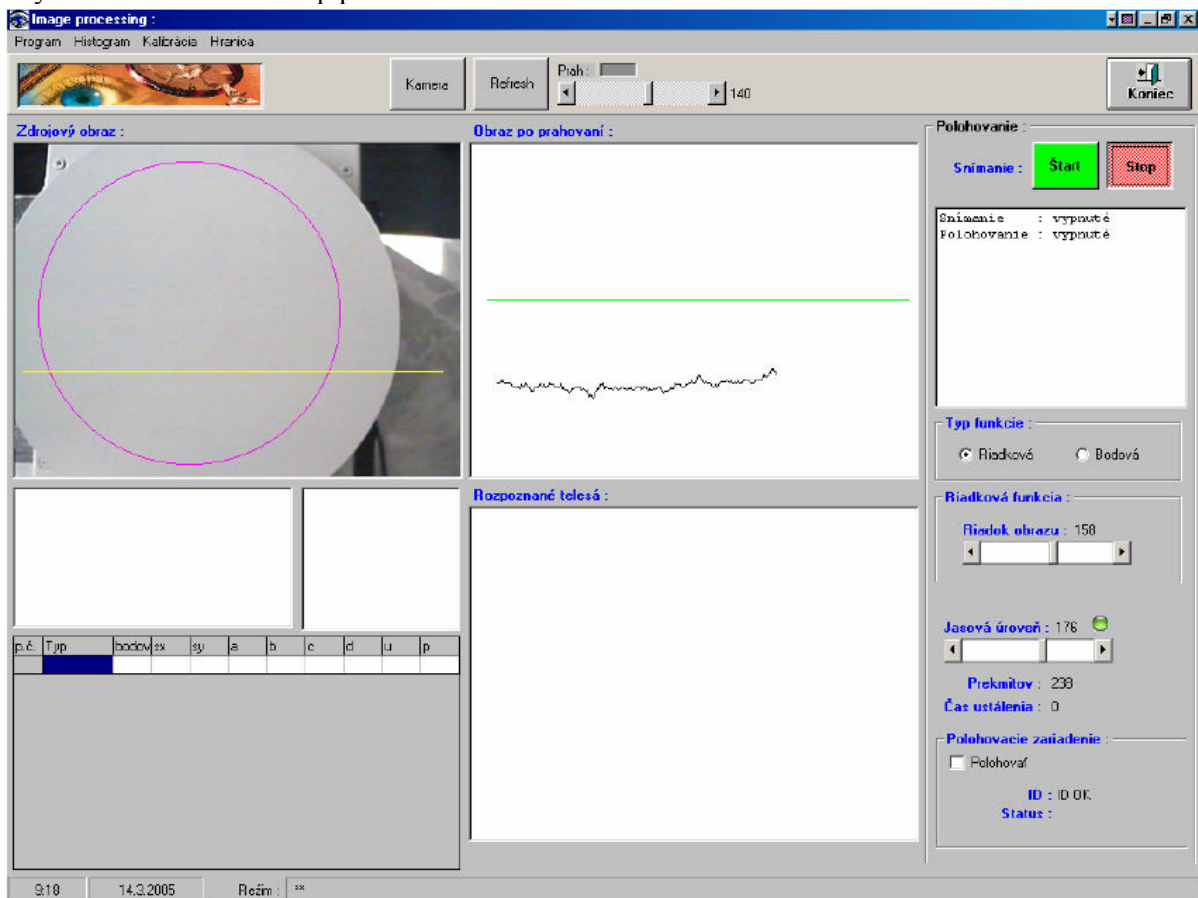 Image processing :
Program Histogram Kalibrácia Hranica
Kamera
Refresh
Prah :
140
Koniec
Zdrojový obraz :
Obraz po prahovaní :
Polohovanie :
Snímanie :
Štart
Stop
Snímanie : vypnuté
Polohovanie : vypnuté
Typ funkcie :
Riadková
Bodová
Rozpoznané telesá :
Riadková funkcia :
Riadok obrazu : 158
p.č. Typ bodov sx sy a b c d u p
Jasová úroveň : 176
Prekmitov : 238
Čas ustálenia : 0
Polohovacie zariadenie :
Polohovať
ID : ID OK
Status :
9:18 14.3.2005 Režim : **